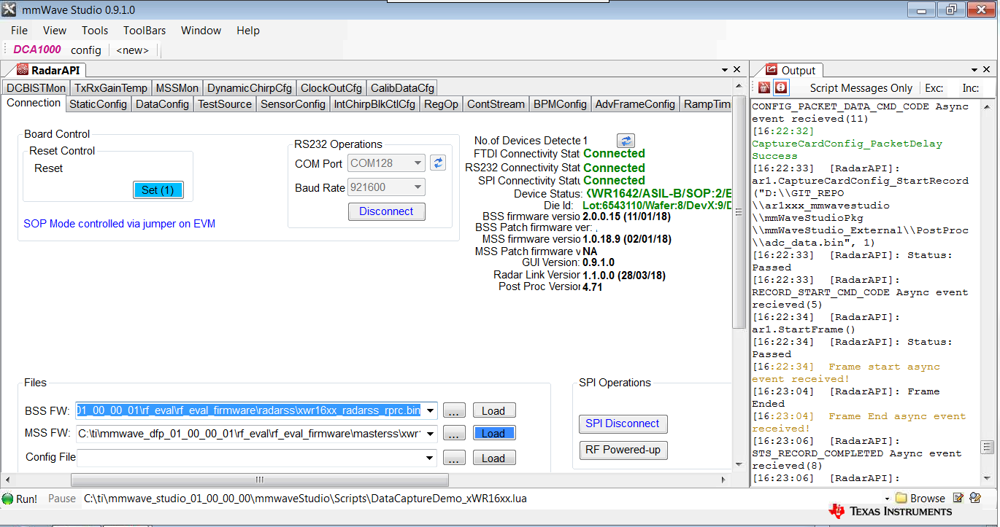 mmWave Studio 0.9.1.0
File View Tools ToolBars Window Help
DCA1000 config <new>
RadarAPI
DCBISTMon TxRxGainTemp MSSMon DynamicChirpCfg ClockOutCfg CalibDataCfg
Connection StaticConfig DataConfig TestSource SensorConfig IntChirpBlkCtlCfg RegOp ContStream BPMConfig AdvFrameConfig RampTim
Board Control
Reset Control
Reset
Set (1)
SOP Mode controlled via jumper on EVM
RS232 Operations
COM Port COM128
Baud Rate 921600
Disconnect
No.of Devices Detecte 1
FTDI Connectivity Stat Connected
RS232 Connectivity Stat Connected
SPI Connectivity Statu Connected
Device Status: XWR1642/ASIL-B/SOP:2/E
Die Id: Lot:6543110/Wafer:8/DevX:9/D
BSS firmware versio 2.0.0.15 (11/01/18)
BSS Patch firmware ver: ,
MSS firmware versio 1.0.18.9 (02/01/18)
MSS Patch firmware v NA
GUI Version: 0.9.1.0
Radar Link Version 1.1.0.0 (28/03/18)
Post Proc Version 4.71
Files
BSS FW: 01_00_00_01\rf_eval\rf_eval_firmware\radarss\xwr16xx_radarss_rprc.bin ... Load
MSS FW: C:\ti\mmwave_dfp_01_00_00_01\rf_eval\rf_eval_firmware\masterss\xwr1 ... Load
Config File ... Load
SPI Operations
SPI Disconnect
RF Powered-up
Run! Pause C:\ti\mmwave_studio_01_00_00_00\mmwaveStudio\Scripts\DataCaptureDemo_xWR16xx.lua
Browse
Output
Script Messages Only Exc: Inc:
CONFIG_PACKET_DATA_CMD_CODE Async
event recieved(11)
[16:22:32]
CaptureCardConfig_PacketDelay
Success
[16:22:33] [RadarAPI]:
ar1.CaptureCardConfig_StartRecord
("D:\\GIT_REPO
\\ar1xxx_mmwavestudio
\\mmWaveStudioPkg
\\mmWaveStudio_External\\PostProc
\\adc_data.bin", 1)
[16:22:33] [RadarAPI]: Status:
Passed
[16:22:33] [RadarAPI]:
RECORD_START_CMD_CODE Async event
recieved(5)
[16:22:34] [RadarAPI]:
ar1.StartFrame()
[16:22:34] [RadarAPI]: Status:
Passed
[16:22:34] Frame start async
event received!
[16:23:04] [RadarAPI]: Frame
Ended
[16:23:04] Frame End async event
received!
[16:23:06] [RadarAPI]:
STS_RECORD_COMPLETED Async event
recieved(8)
[16:23:06] [RadarAPI]:
TEXAS INSTRUMENTS